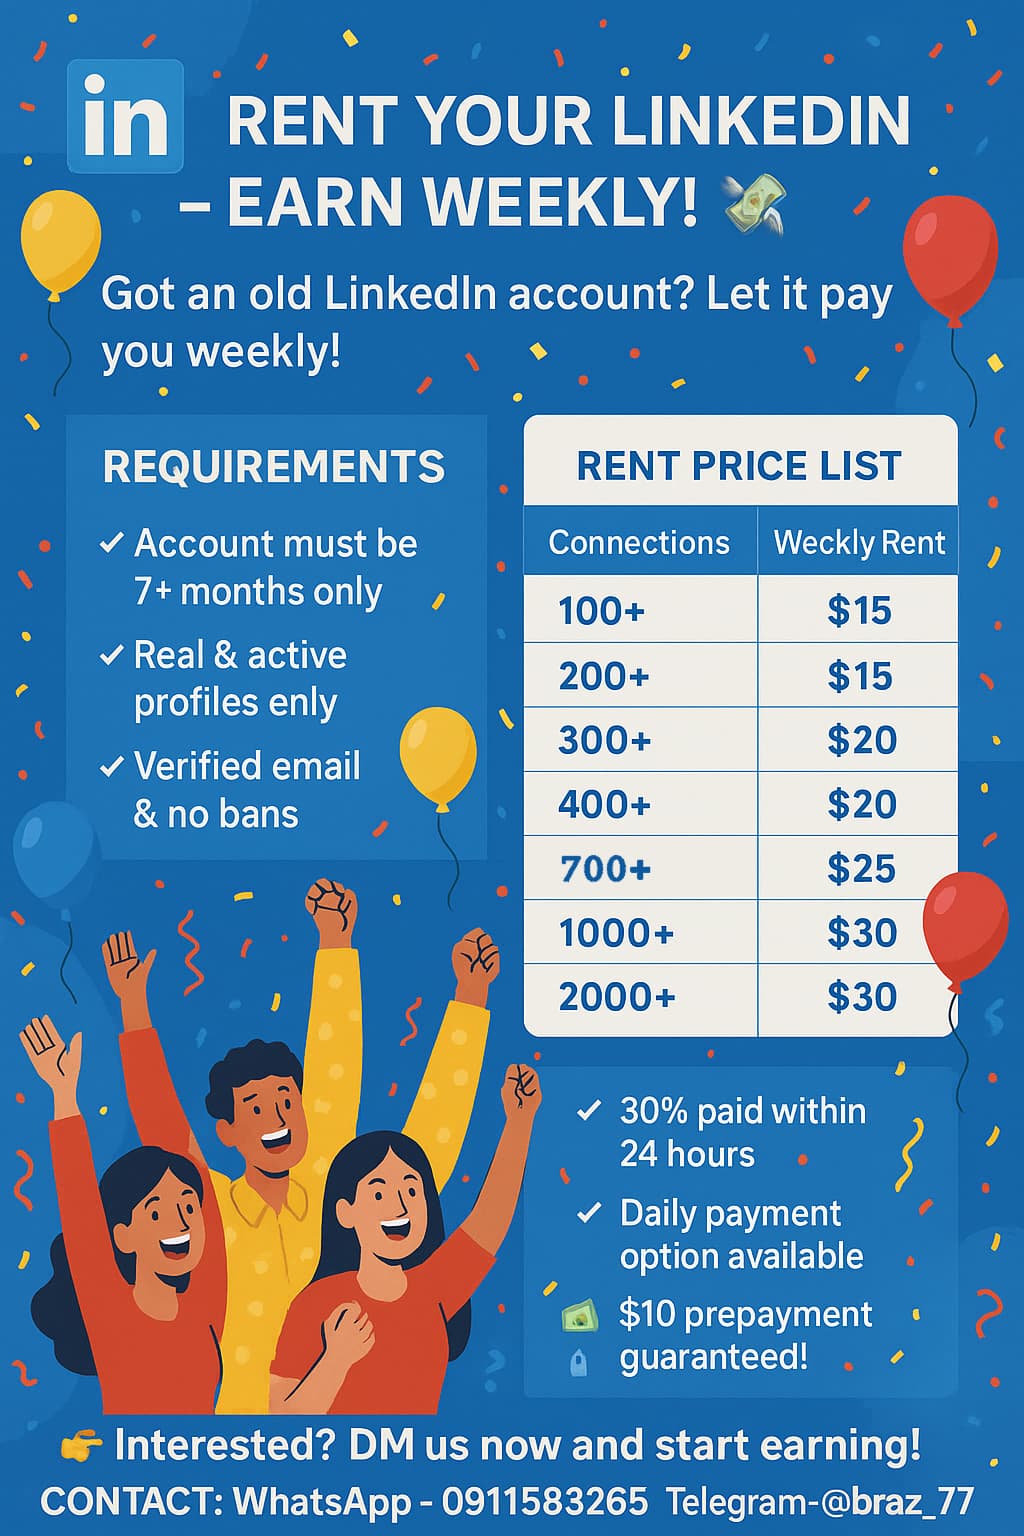 in
RENT YOUR LINKEDIN
– EARN WEEKLY!
Got an old LinkedIn account? Let it pay
you weekly!
REQUIREMENTS
✓ Account must be
7+ months only
✓ Real & active
profiles enly
✓ Verified email
& no bans
RENT PRICE LIST
Connections Weckly Rent
100+ $15
200+ $15
300+ $20
400+ $20
700+ $25
1000+ $30
2000+ $30
✓ 30% paid within
24 hours
✓ Daily payment
option available
$10 prepayment
guaranteed!
Interested? DM us now and start earning!
CONTACT: WhatsApp - 0911583265 Telegram-@braz_77